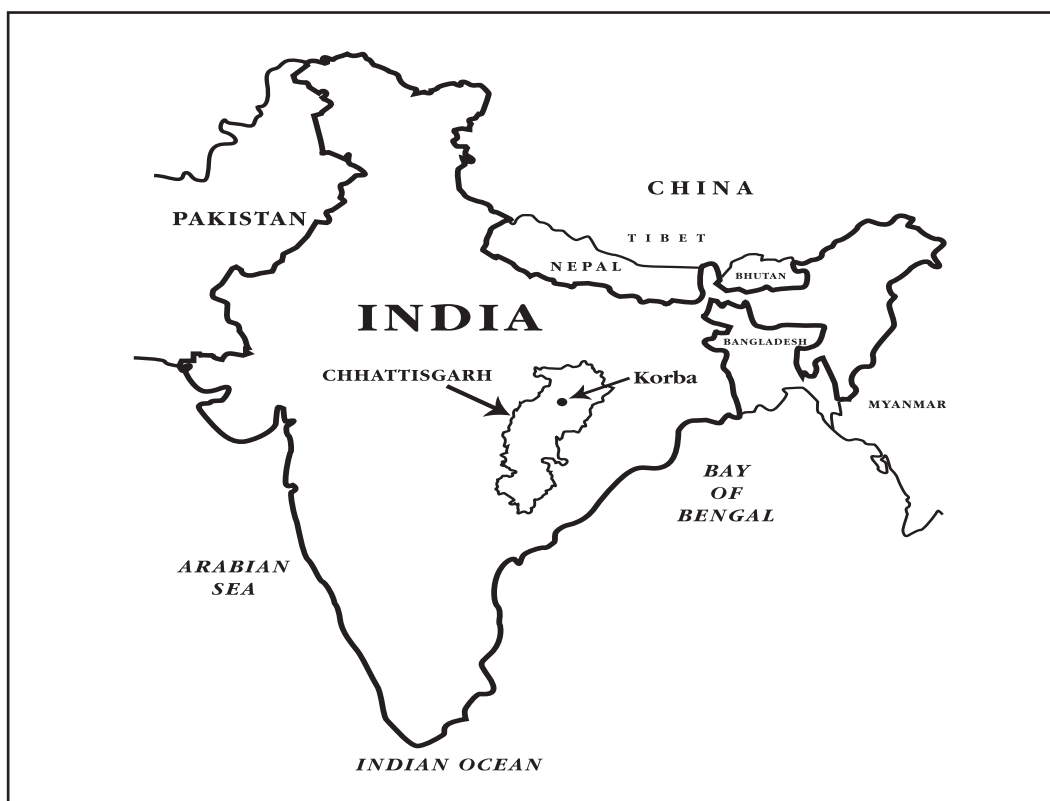 CHINA
PAKISTAN
TIBET
NEPAL
BHUTAN
INDIA
BANGLADESH
CHHATTISGARH
Korba
MYANMAR
BAY
OF
BENGAL
ARABIAN
SEA
INDIAN OCEAN